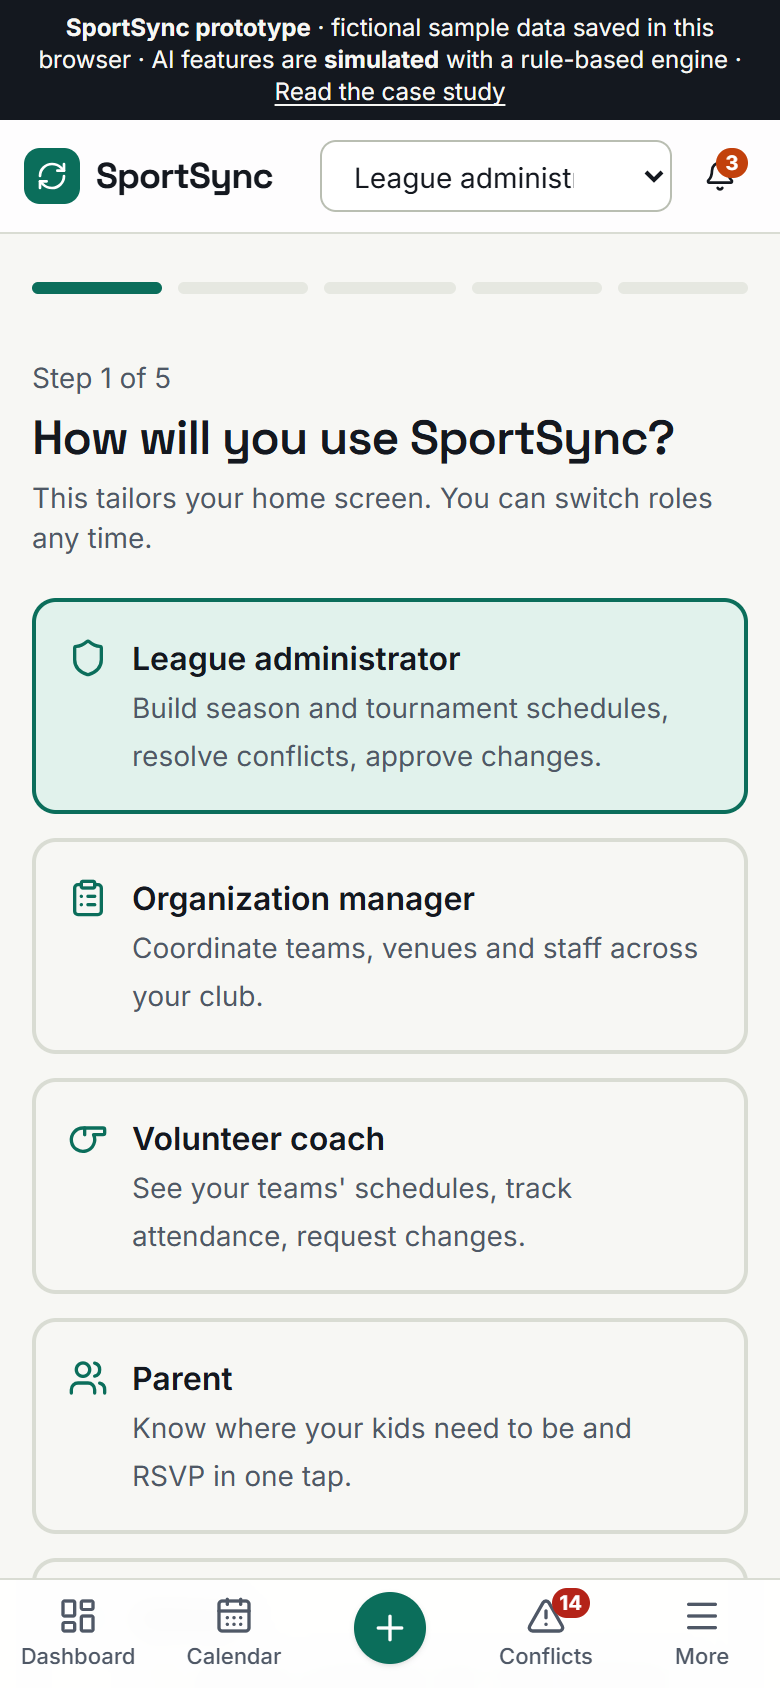 SportSync prototype · fictional sample data saved in this
browser · AI features are simulated with a rule-based engine ·
Read the case study
SportSync
League administ
3
Step 1 of 5
How will you use SportSync?
This tailors your home screen. You can switch roles
any time.
League administrator
Build season and tournament schedules,
resolve conflicts, approve changes.
Organization manager
Coordinate teams, venues and staff across
your club.
Volunteer coach
See your teams' schedules, track
attendance, request changes.
Parent
Know where your kids need to be and
RSVP in one tap.
14
Dashboard
Calendar
Conflicts
More